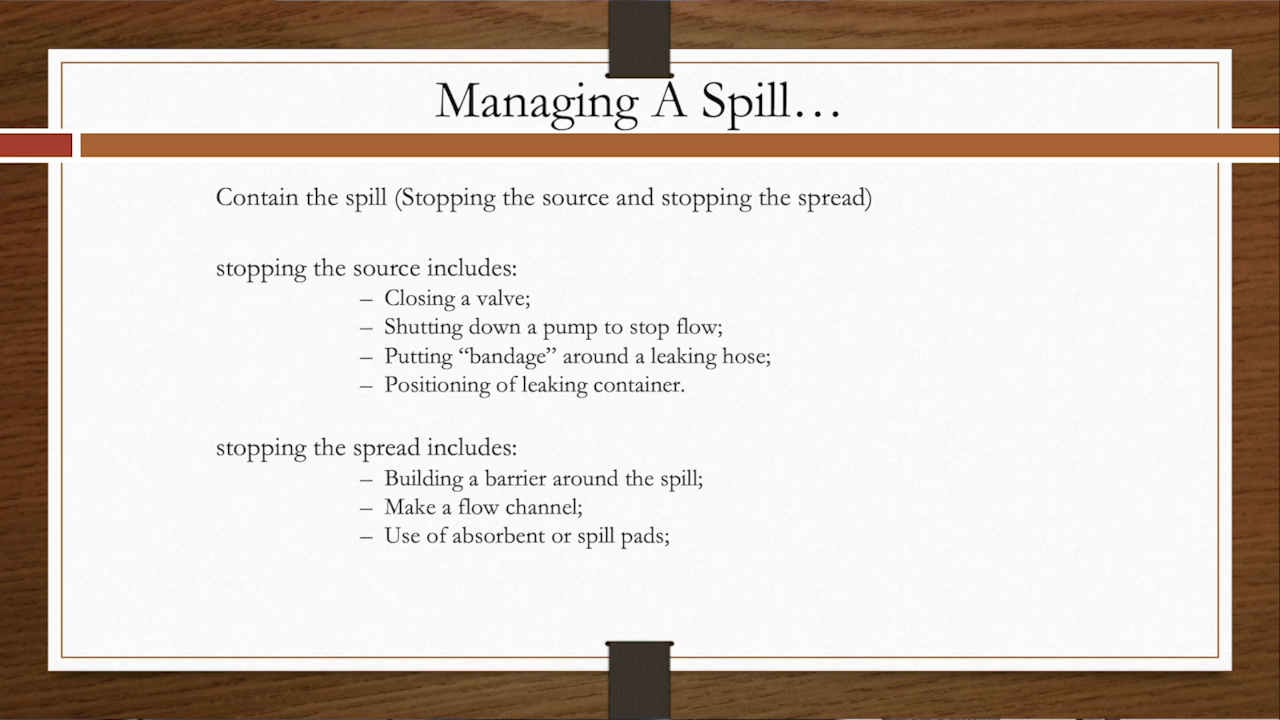 Managing A Spill…
Contain the spill (Stopping the source and stopping the spread)
stopping the source includes:
– Closing a valve;
– Shutting down a pump to stop flow;
– Putting “bandage” around a leaking hose;
– Positioning of leaking container.
stopping the spread includes:
– Building a barrier around the spill;
– Make a flow channel;
– Use of absorbent or spill pads;